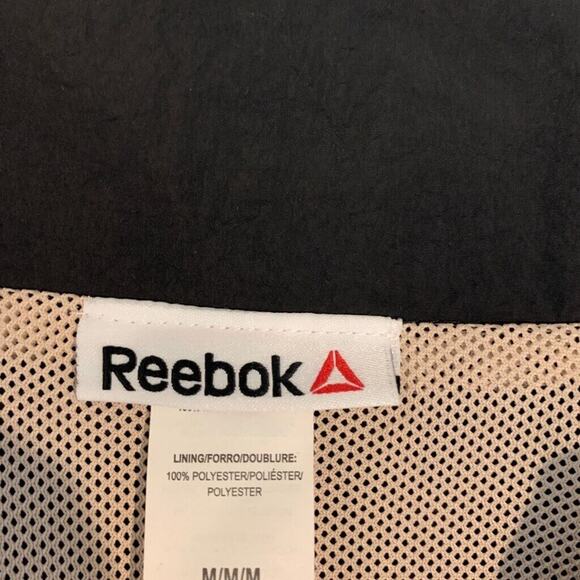 Reebok
LINING/FORRO/DOUBLURE:
100% POLYESTER/POLIÉSTER/
POLYESTER
M/M/M